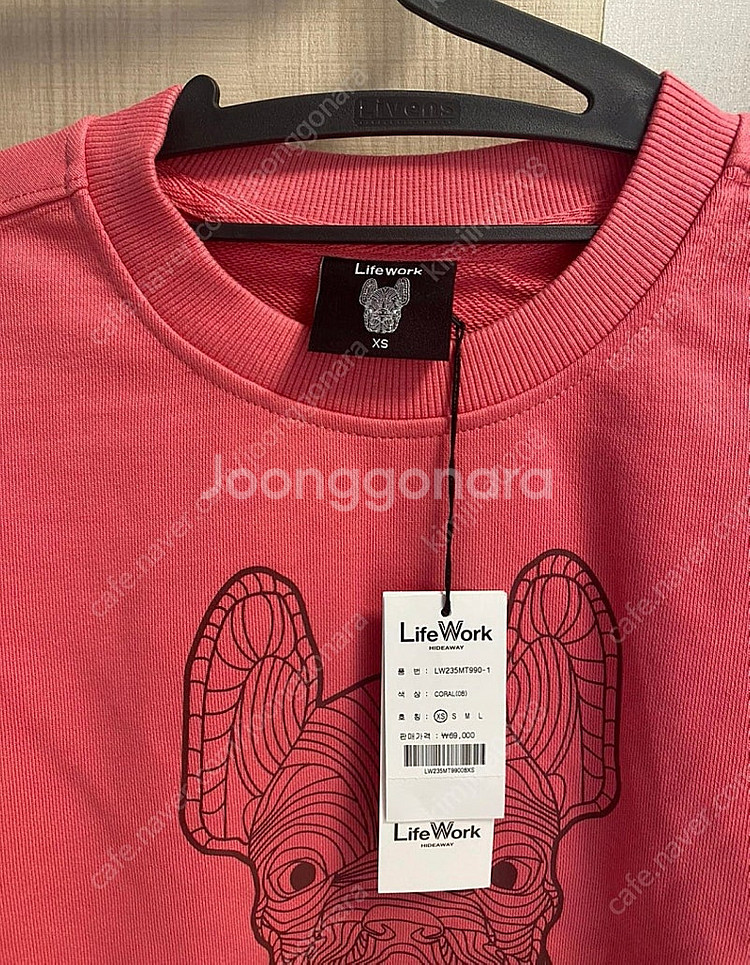 Livens
Lifework
XS
Joonggonara
LifeWork
HIDEAWAY
품 번 : LW235MT990-1
색 상 : CORAL(08)
호 칭 : XS S M L
판매가격 : ₩69,000
LW235MT99008XS
LifeWork
HIDEAWAY